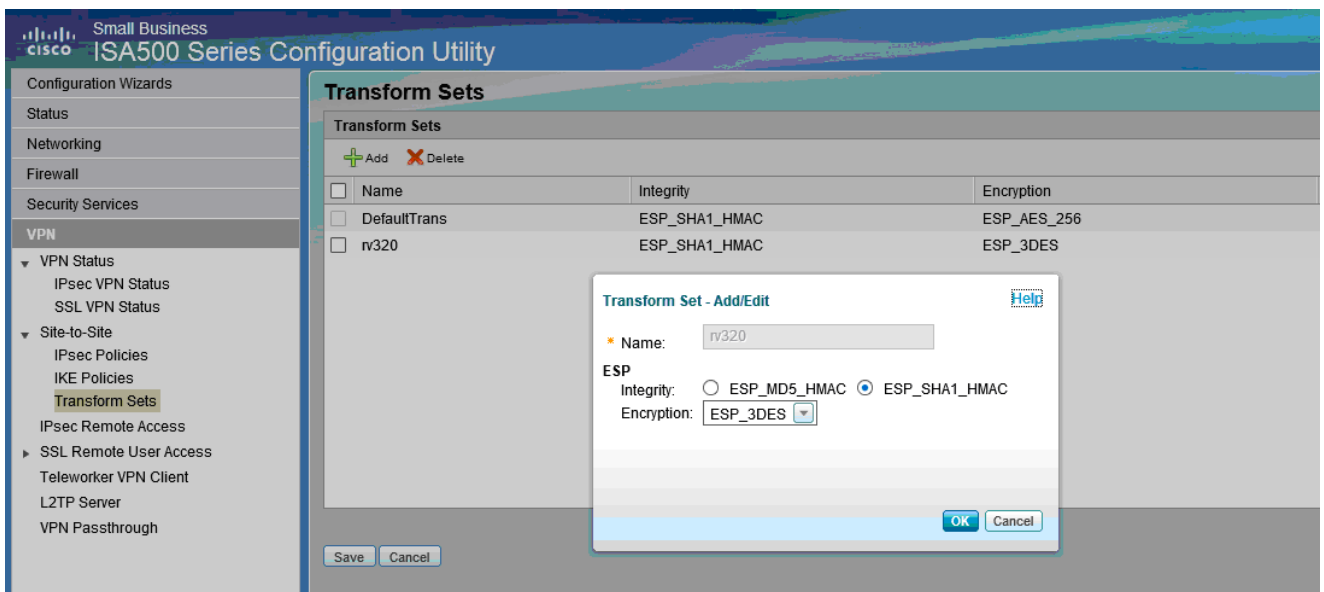 Small Business
cisco ISA500 Series Configuration Utility
Configuration Wizards
Status
Networking
Firewall
Security Services
VPN
VPN Status
IPsec VPN Status
SSL VPN Status
Site-to-Site
IPsec Policies
IKE Policies
Transform Sets
IPsec Remote Access
SSL Remote User Access
Teleworker VPN Client
L2TP Server
VPN Passthrough
Transform Sets
Transform Sets
Add Delete
Name Integrity Encryption
DefaultTrans ESP_SHA1_HMAC ESP_AES_256
rv320 ESP_SHA1_HMAC ESP_3DES
Transform Set - Add/Edit Help
* Name: rv320
ESP
Integrity: ESP_MD5_HMAC ESP_SHA1_HMAC
Encryption: ESP_3DES
OK Cancel
Save Cancel